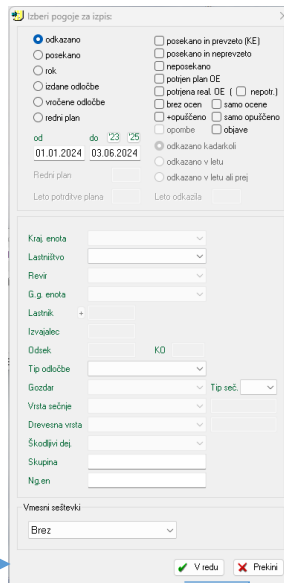 Izberi pogoje za izpis:
odkazano
posekano
rok
izdane odločbe
vročene odločbe
redni plan
posekano in prevzeto (KE)
posekano in neprevzeto
neposekano
potrjen plan OE
potrjena real. OE ( nepotr.)
brez ocen samo ocene
+opuščeno samo opuščeno
opombe objave
od do '23 '25
01.01.2024 03.06.2024
odkazano kadarkoli
odkazano v letu
odkazano v letu ali prej
Redni plan
Leto potrditve plana Leto odkazila
Kraj. enota
Lastništvo
Revir
G.g. enota
Lastnik +
Izvajalec
Odsek KO
Tip odločbe
Gozdar Tip seč.
Vrsta sečnje
Drevesna vrsta
Škodljivi dej.
Skupina
Ng.en
Vmesni seštevki
Brez
V redu Prekini